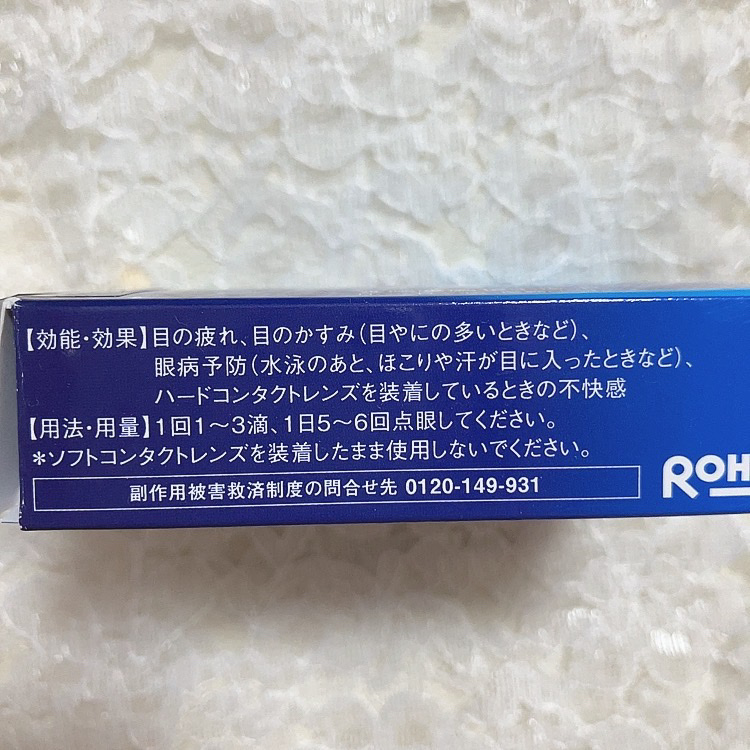 【効能・効果】目の疲れ、目のかすみ（目やにの多いときなど）、
眼病予防（水泳のあと、ほこりや汗が目に入ったときなど）、
ハードコンタクトレンズを装着しているときの不快感
【用法・用量】1回1〜3滴、1日5〜6回点眼してください。
＊ソフトコンタクトレンズを装着したまま使用しないでください。
副作用被害救済制度の問合せ先 0120-149-931
ROH